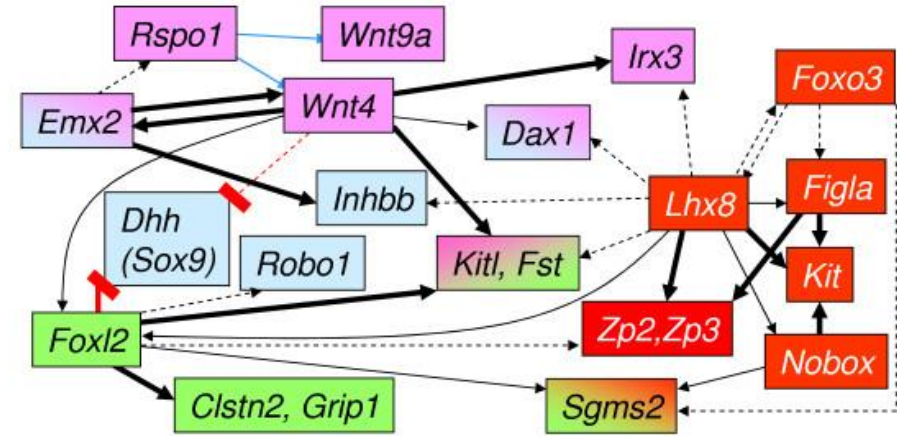 Rspo1
Wnt9a
Irx3
Foxo3
Emx2
Wnt4
Dax1
Inhbb
Lhx8
Figla
Dhh
(Sox9)
Robo1
Kitl, Fst
Kit
Foxl2
Zp2,Zp3
Nobox
Clstn2, Grip1
Sgms2